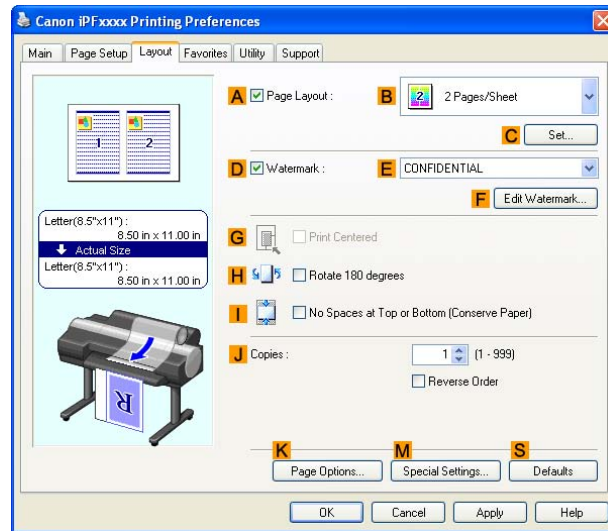 Canon iPFxxxx Printing Preferences
Main Page Setup Layout Favorites Utility Support
A Page Layout : B 2 2 Pages/Sheet
1 2
C Set...
D Watermark : E CONFIDENTIAL
F Edit Watermark...
Letter(8.5"x11") :
8.50 in x 11.00 in
Actual Size
Letter(8.5"x11") :
8.50 in x 11.00 in
G Print Centered
H Rotate 180 degrees
I No Spaces at Top or Bottom (Conserve Paper)
J Copies : 1 (1 - 999)
Reverse Order
R
K M S
Page Options... Special Settings... Defaults
OK Cancel Apply Help